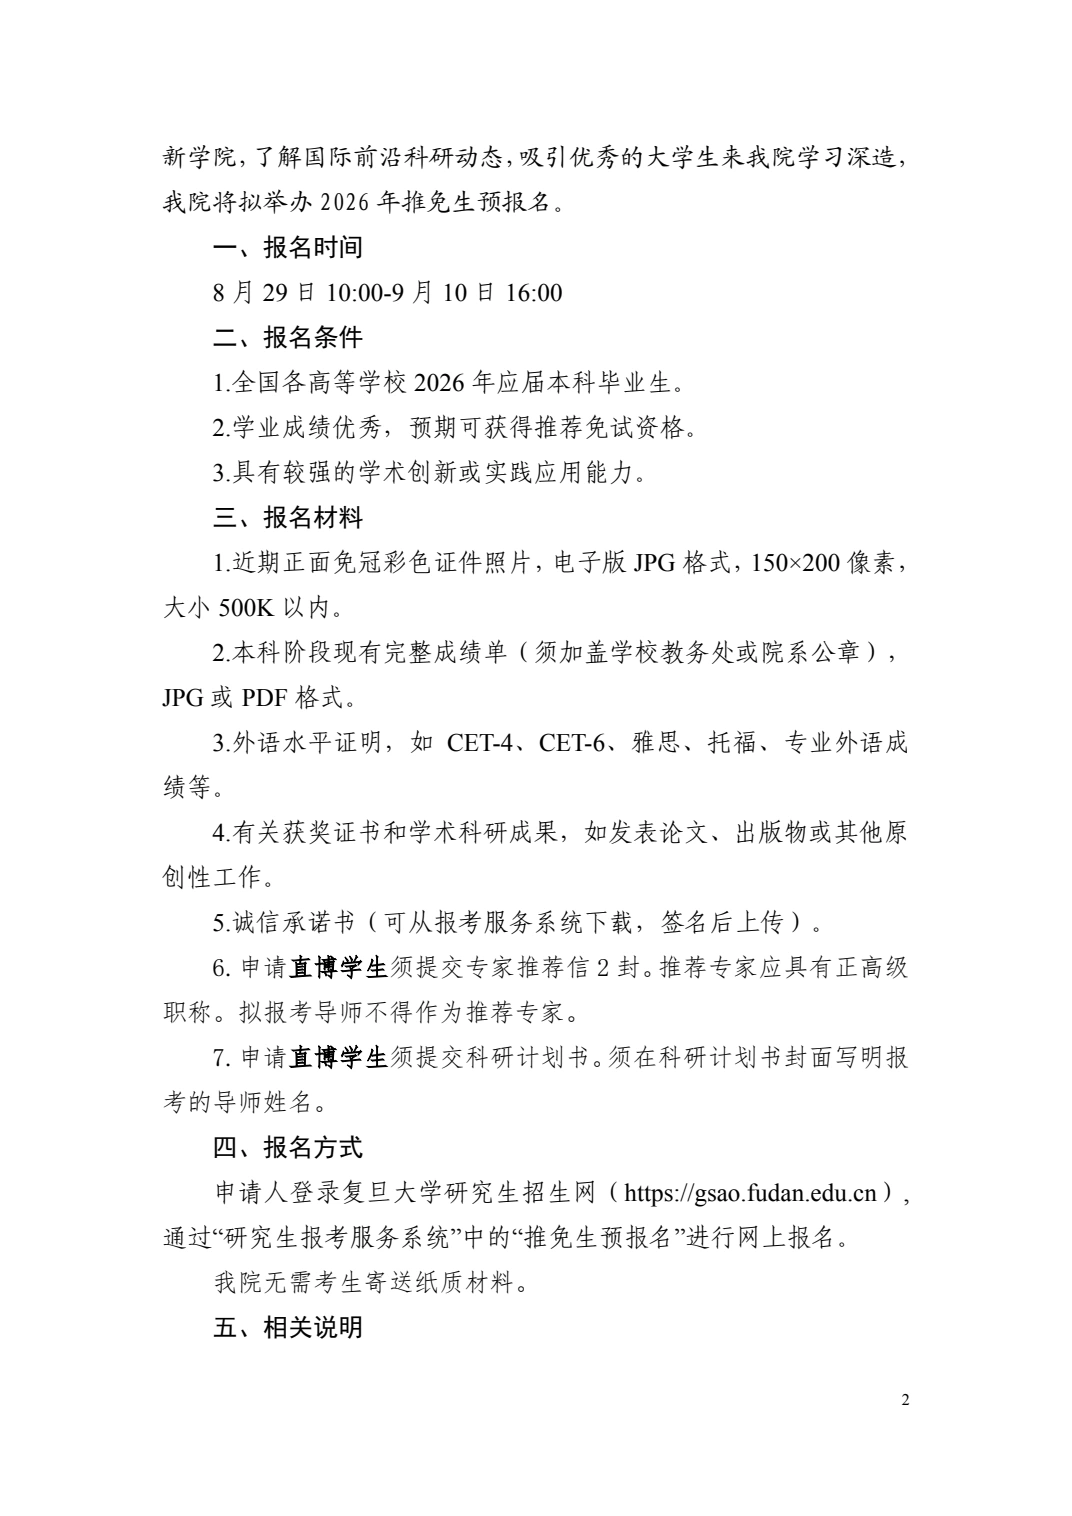 新学院，了解国际前沿科研动态，吸引优秀的大学生来我院学习深造，
我院将拟举办 2026 年推免生预报名。
一、报名时间
8 月 29 日 10:00-9 月 10 日 16:00
二、报名条件
1.全国各高等学校 2026 年应届本科毕业生。
2.学业成绩优秀，预期可获得推荐免试资格。
3.具有较强的学术创新或实践应用能力。
三、报名材料
1.近期正面免冠彩色证件照片，电子版 JPG 格式，150×200 像素，
大小 500K 以内。
2.本科阶段现有完整成绩单（须加盖学校教务处或院系公章），
JPG 或 PDF 格式。
3.外语水平证明，如 CET-4、CET-6、雅思、托福、专业外语成
绩等。
4.有关获奖证书和学术科研成果，如发表论文、出版物或其他原
创性工作。
5.诚信承诺书（可从报考服务系统下载，签名后上传）。
6. 申请直博学生须提交专家推荐信 2 封。推荐专家应具有正高级
职称。拟报考导师不得作为推荐专家。
7. 申请直博学生须提交科研计划书。须在科研计划书封面写明报
考的导师姓名。
四、报名方式
申请人登录复旦大学研究生招生网（https://gsao.fudan.edu.cn）,
通过“研究生报考服务系统”中的“推免生预报名”进行网上报名。
我院无需考生寄送纸质材料。
五、相关说明
2